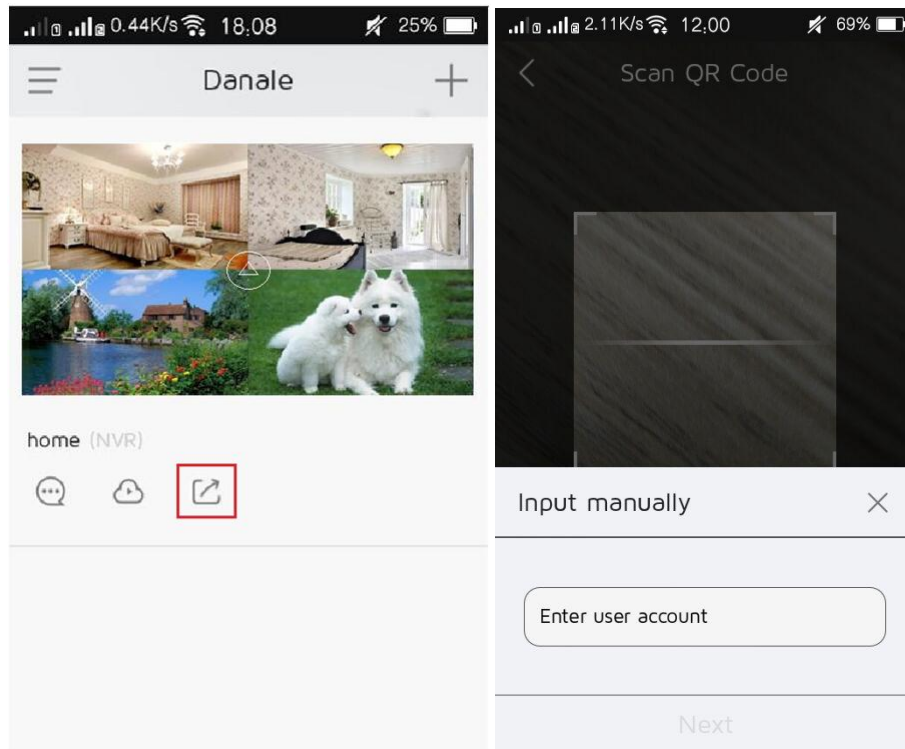 0.44K/s 18:08 25%
Danale
home (NVR)
2.11K/s 12:00 69%
Scan QR Code
Input manually
Enter user account
Next